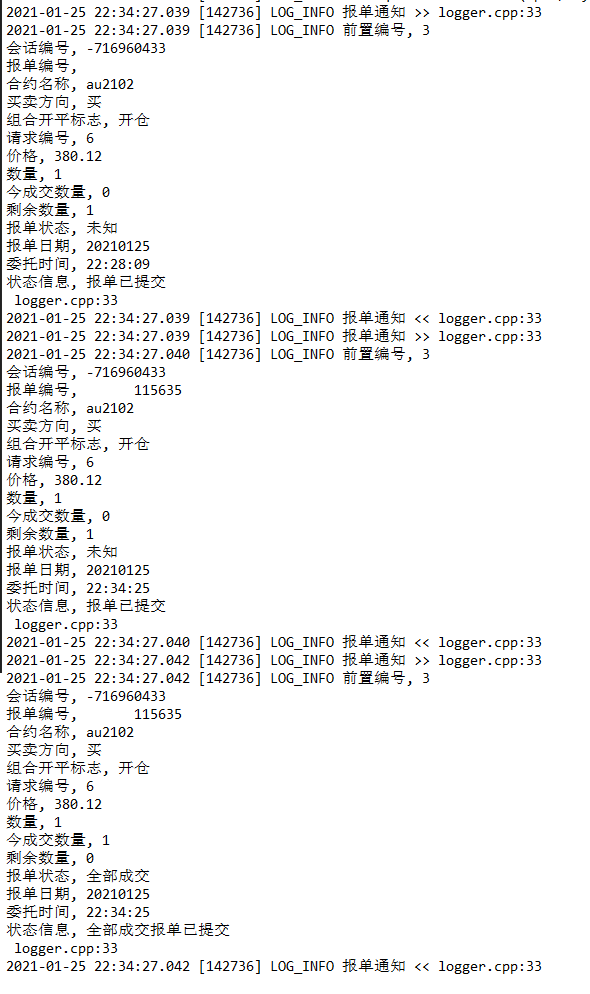 2021-01-25 22:34:27.039 [142736] LOG_INFO 报单通知 >> logger.cpp:33
2021-01-25 22:34:27.039 [142736] LOG_INFO 前置编号, 3
会话编号, -716960433
报单编号,
合约名称, au2102
买卖方向, 买
组合开平标志, 开仓
请求编号, 6
价格, 380.12
数量, 1
今成交数量, 0
剩余数量, 1
报单状态, 未知
报单日期, 20210125
委托时间, 22:28:09
状态信息, 报单已提交
 logger.cpp:33
2021-01-25 22:34:27.039 [142736] LOG_INFO 报单通知 << logger.cpp:33
2021-01-25 22:34:27.039 [142736] LOG_INFO 报单通知 >> logger.cpp:33
2021-01-25 22:34:27.040 [142736] LOG_INFO 前置编号, 3
会话编号, -716960433
报单编号,       115635
合约名称, au2102
买卖方向, 买
组合开平标志, 开仓
请求编号, 6
价格, 380.12
数量, 1
今成交数量, 0
剩余数量, 1
报单状态, 未知
报单日期, 20210125
委托时间, 22:34:25
状态信息, 报单已提交
 logger.cpp:33
2021-01-25 22:34:27.040 [142736] LOG_INFO 报单通知 << logger.cpp:33
2021-01-25 22:34:27.042 [142736] LOG_INFO 报单通知 >> logger.cpp:33
2021-01-25 22:34:27.042 [142736] LOG_INFO 前置编号, 3
会话编号, -716960433
报单编号,       115635
合约名称, au2102
买卖方向, 买
组合开平标志, 开仓
请求编号, 6
价格, 380.12
数量, 1
今成交数量, 1
剩余数量, 0
报单状态, 全部成交
报单日期, 20210125
委托时间, 22:34:25
状态信息, 全部成交报单已提交
 logger.cpp:33
2021-01-25 22:34:27.042 [142736] LOG_INFO 报单通知 << logger.cpp:33